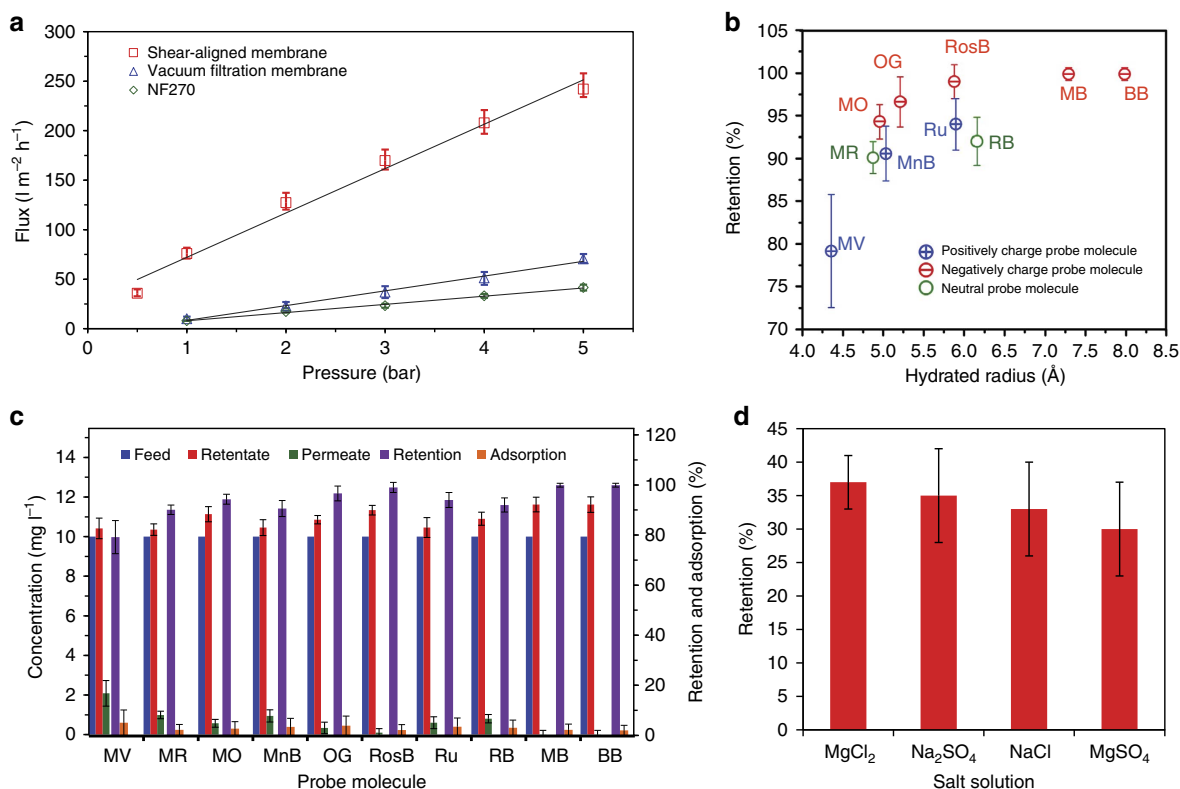 a
300
250
200
150
100
50
0
Flux (l m⁻² h⁻¹)
Shear-aligned membrane
Vacuum filtration membrane
NF270
0 1 2 3 4 5
Pressure (bar)
b
105
100
95
90
85
80
75
70
Retention (%)
RosB
OG
MO
MB
BB
Ru
RB
MR
MnB
MV
Positively charge probe molecule
Negatively charge probe molecule
Neutral probe molecule
4.0 4.5 5.0 5.5 6.0 6.5 7.0 7.5 8.0 8.5
Hydrated radius (Å)
c
Feed Retentate Permeate Retention Adsorption
14
12
10
8
6
4
2
0
Concentration (mg l⁻¹)
120
100
80
60
40
20
0
Retention and adsorption (%)
MV MR MO MnB OG RosB Ru RB MB BB
Probe molecule
d
45
40
35
30
25
20
15
10
5
0
Retention (%)
MgCl₂ Na₂SO₄ NaCl MgSO₄
Salt solution